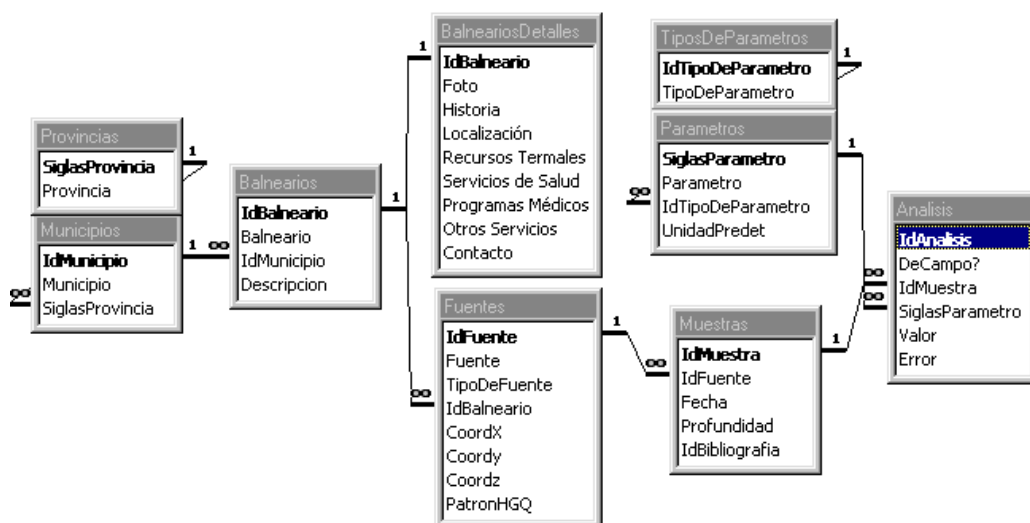 Provincias
SiglasProvincia
Provincia
1
Municipios
IdMunicipio
Municipio
SiglasProvincia
1
∞
∞
Balnearios
IdBalneario
Balneario
IdMunicipio
Descripcion
1
BalneariosDetalles
1
IdBalneario
Foto
Historia
Localización
Recursos Termales
Servicios de Salud
Programas Médicos
Otros Servicios
Contacto
Fuentes
∞
IdFuente
Fuente
TipoDeFuente
IdBalneario
CoordX
Coordy
Coordz
PatronHGQ
1
∞
TiposDeParametros
IdTipoDeParametro
TipoDeParametro
1
Parametros
SiglasParametro
Parametro
IdTipoDeParametro
UnidadPredet
1
∞
Muestras
IdMuestra
IdFuente
Fecha
Profundidad
IdBibliografia
1
∞
∞
Analisis
IdAnalisis
DeCampo?
IdMuestra
SiglasParametro
Valor
Error